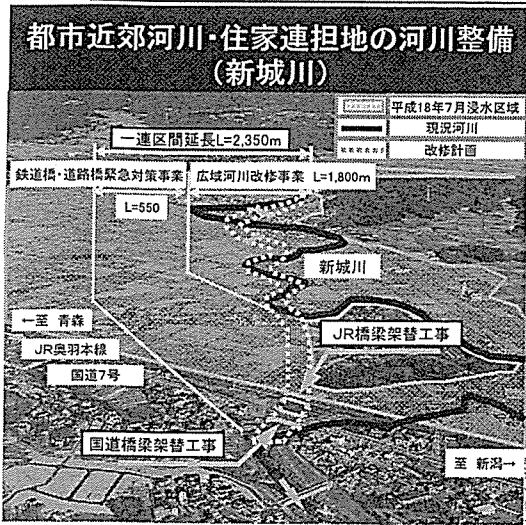 都市近郊河川・住家連担地の河川整備
(新城川)
平成18年7月浸水区域
現況河川
改修計画
一連区間延長L=2,350m
鉄道橋・道路橋緊急対策事業
広域河川改修事業 L=1,800m
L=550
新城川
←至 青森
JR橋梁架替工事
JR奥羽本線
国道7号
国道橋梁架替工事
至 新潟→